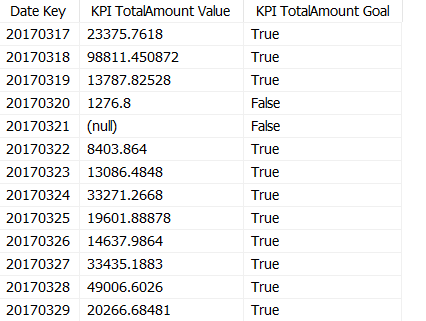 Date Key KPI TotalAmount Value KPI TotalAmount Goal
20170317 23375.7618 True
20170318 98811.450872 True
20170319 13787.82528 True
20170320 1276.8 False
20170321 (null) False
20170322 8403.864 True
20170323 13086.4848 True
20170324 33271.2668 True
20170325 19601.88878 True
20170326 14637.9864 True
20170327 33435.1883 True
20170328 49006.6026 True
20170329 20266.68481 True